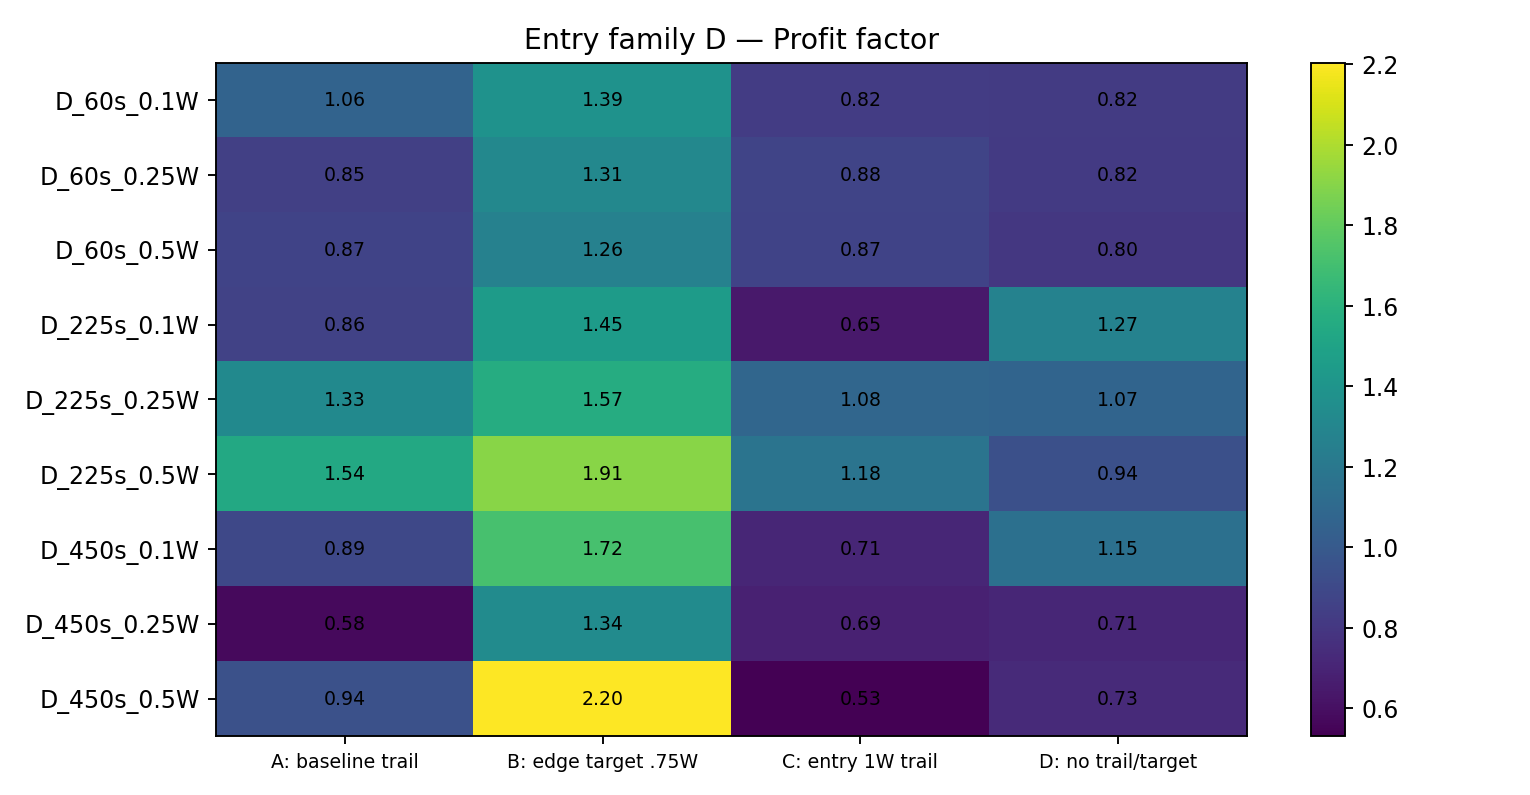 Entry family D — Profit factor
D_60s_0.1W 1.06 1.39 0.82 0.82
D_60s_0.25W 0.85 1.31 0.88 0.82
D_60s_0.5W 0.87 1.26 0.87 0.80
D_225s_0.1W 0.86 1.45 0.65 1.27
D_225s_0.25W 1.33 1.57 1.08 1.07
D_225s_0.5W 1.54 1.91 1.18 0.94
D_450s_0.1W 0.89 1.72 0.71 1.15
D_450s_0.25W 0.58 1.34 0.69 0.71
D_450s_0.5W 0.94 2.20 0.53 0.73
A: baseline trail B: edge target .75W C: entry 1W trail D: no trail/target
2.2
2.0
1.8
1.6
1.4
1.2
1.0
0.8
0.6